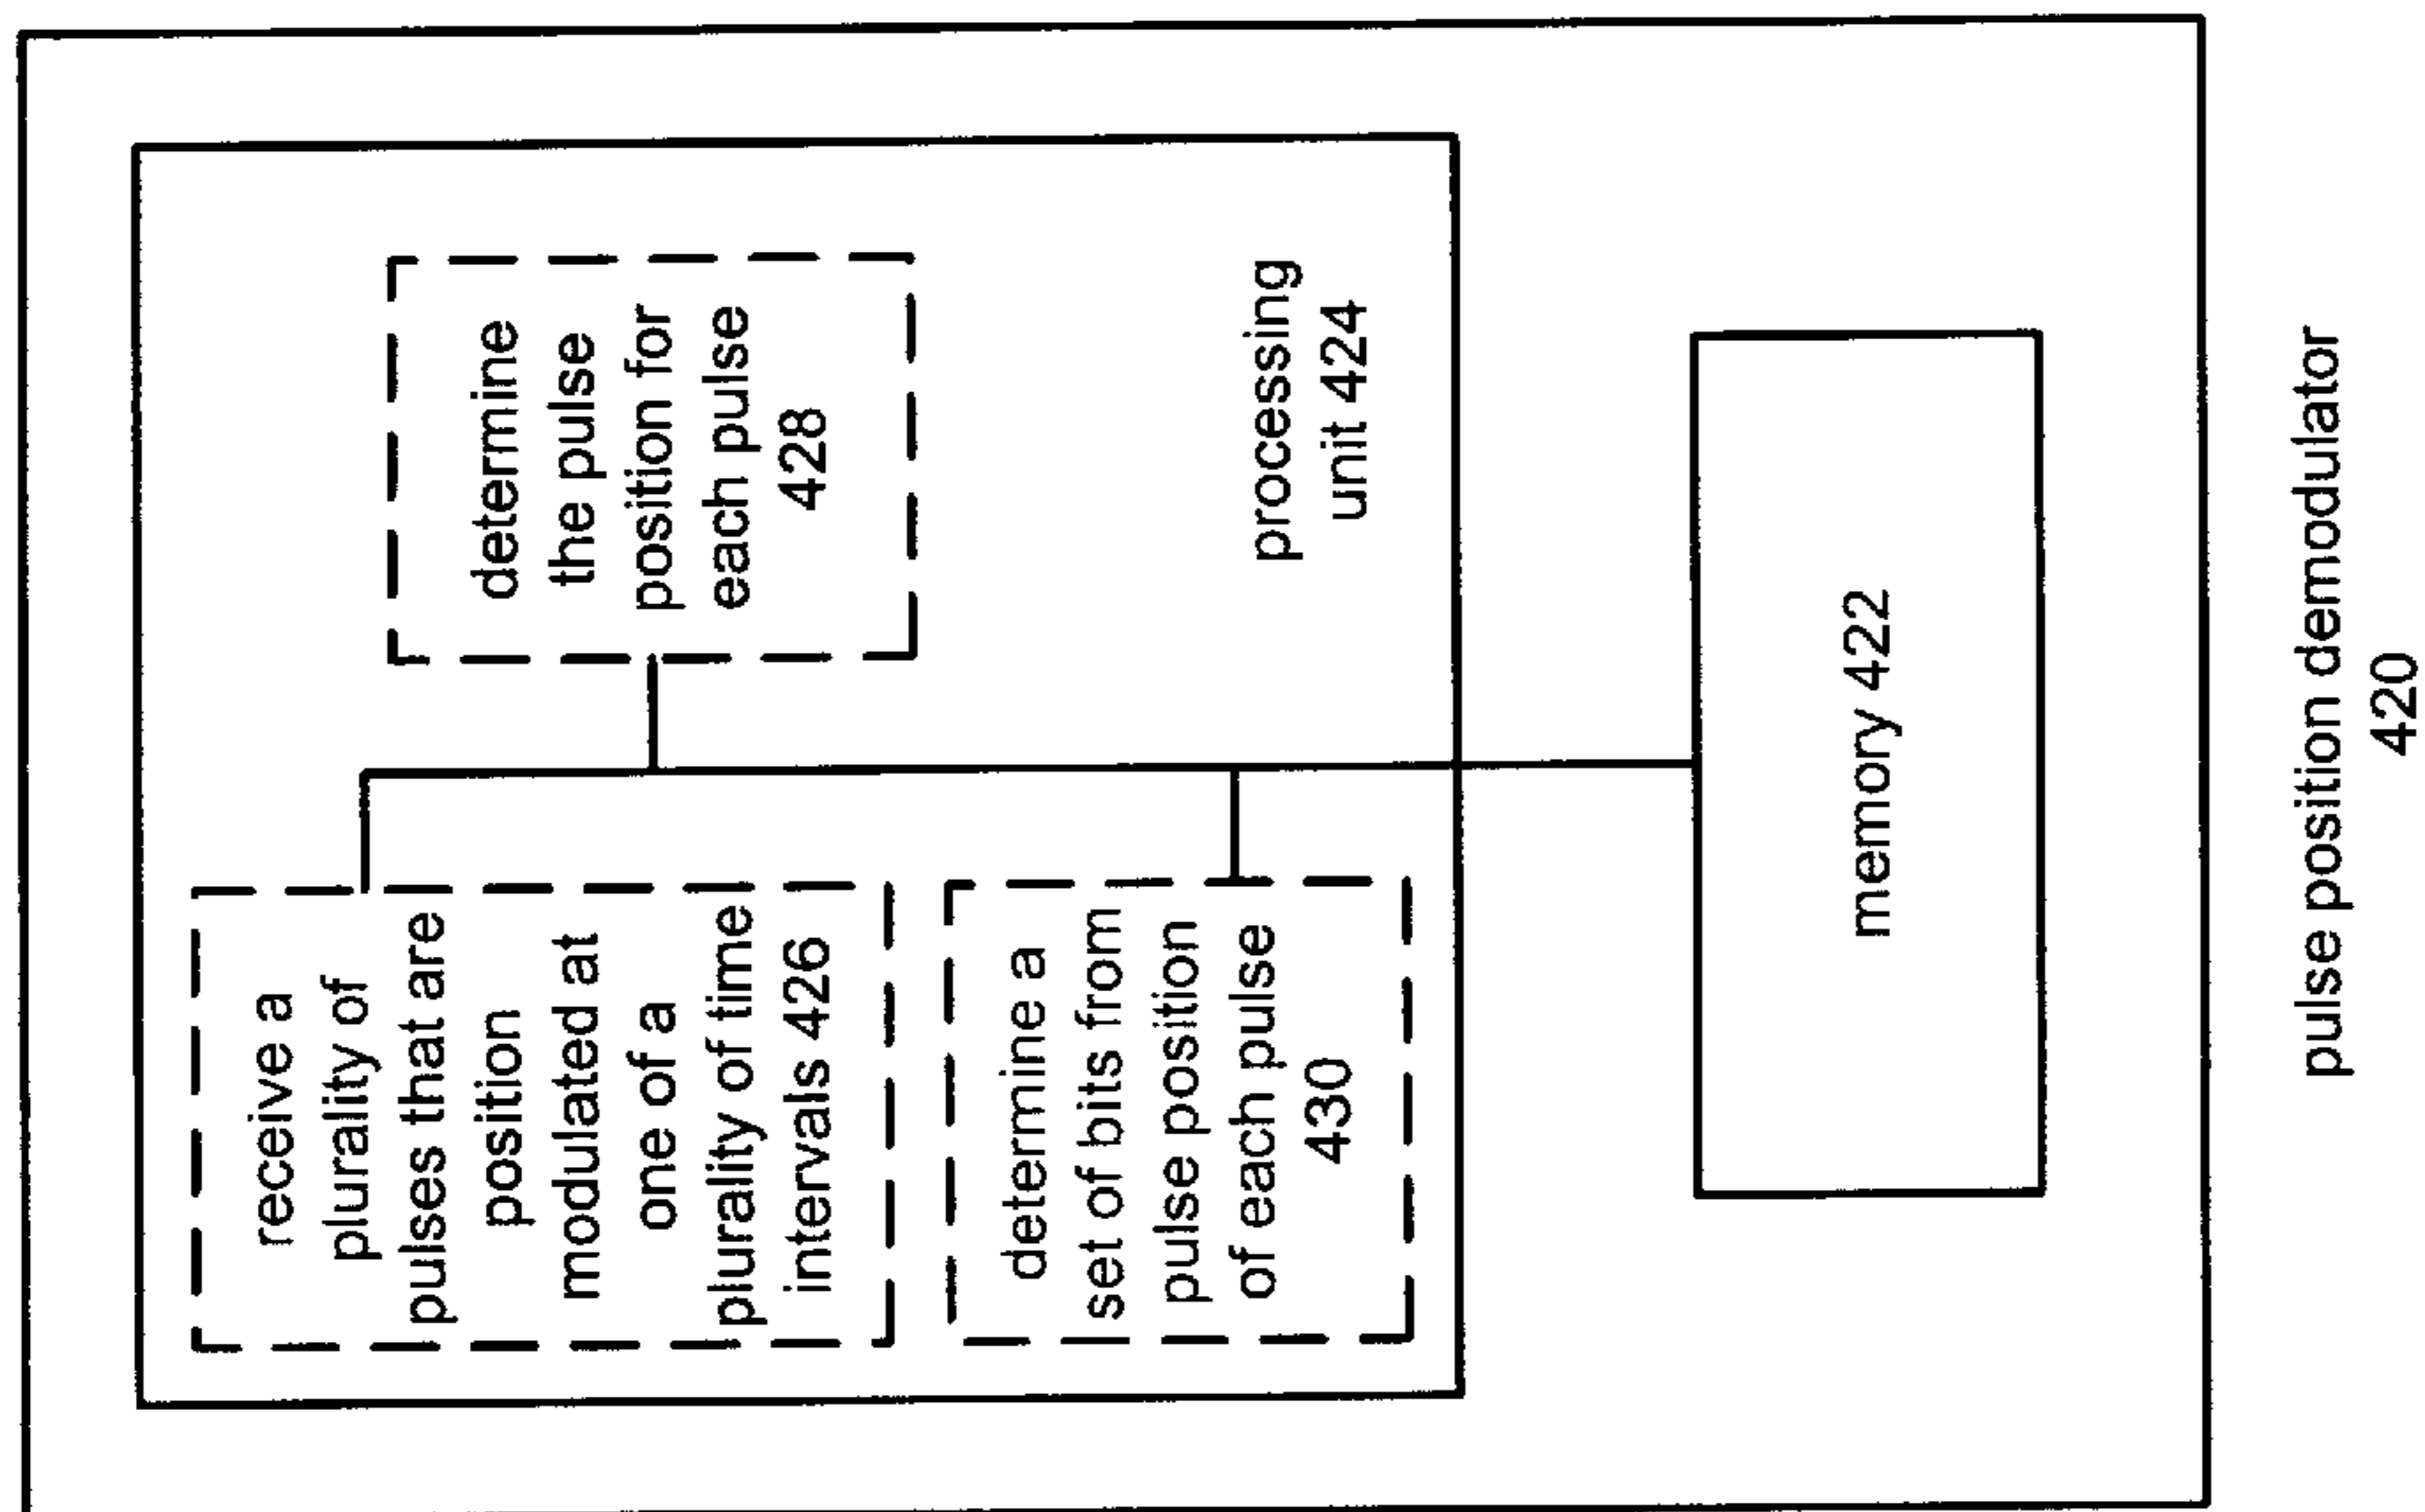 receive a
plurality of
pulses that are
position
modulated at
one of a
plurality of time
intervals 426
determine
the pulse
position for
each pulse
428
determine a
set of bits from
pulse position
of each pulse
430
processing
unit 424
memory 422
pulse position demodulator
420